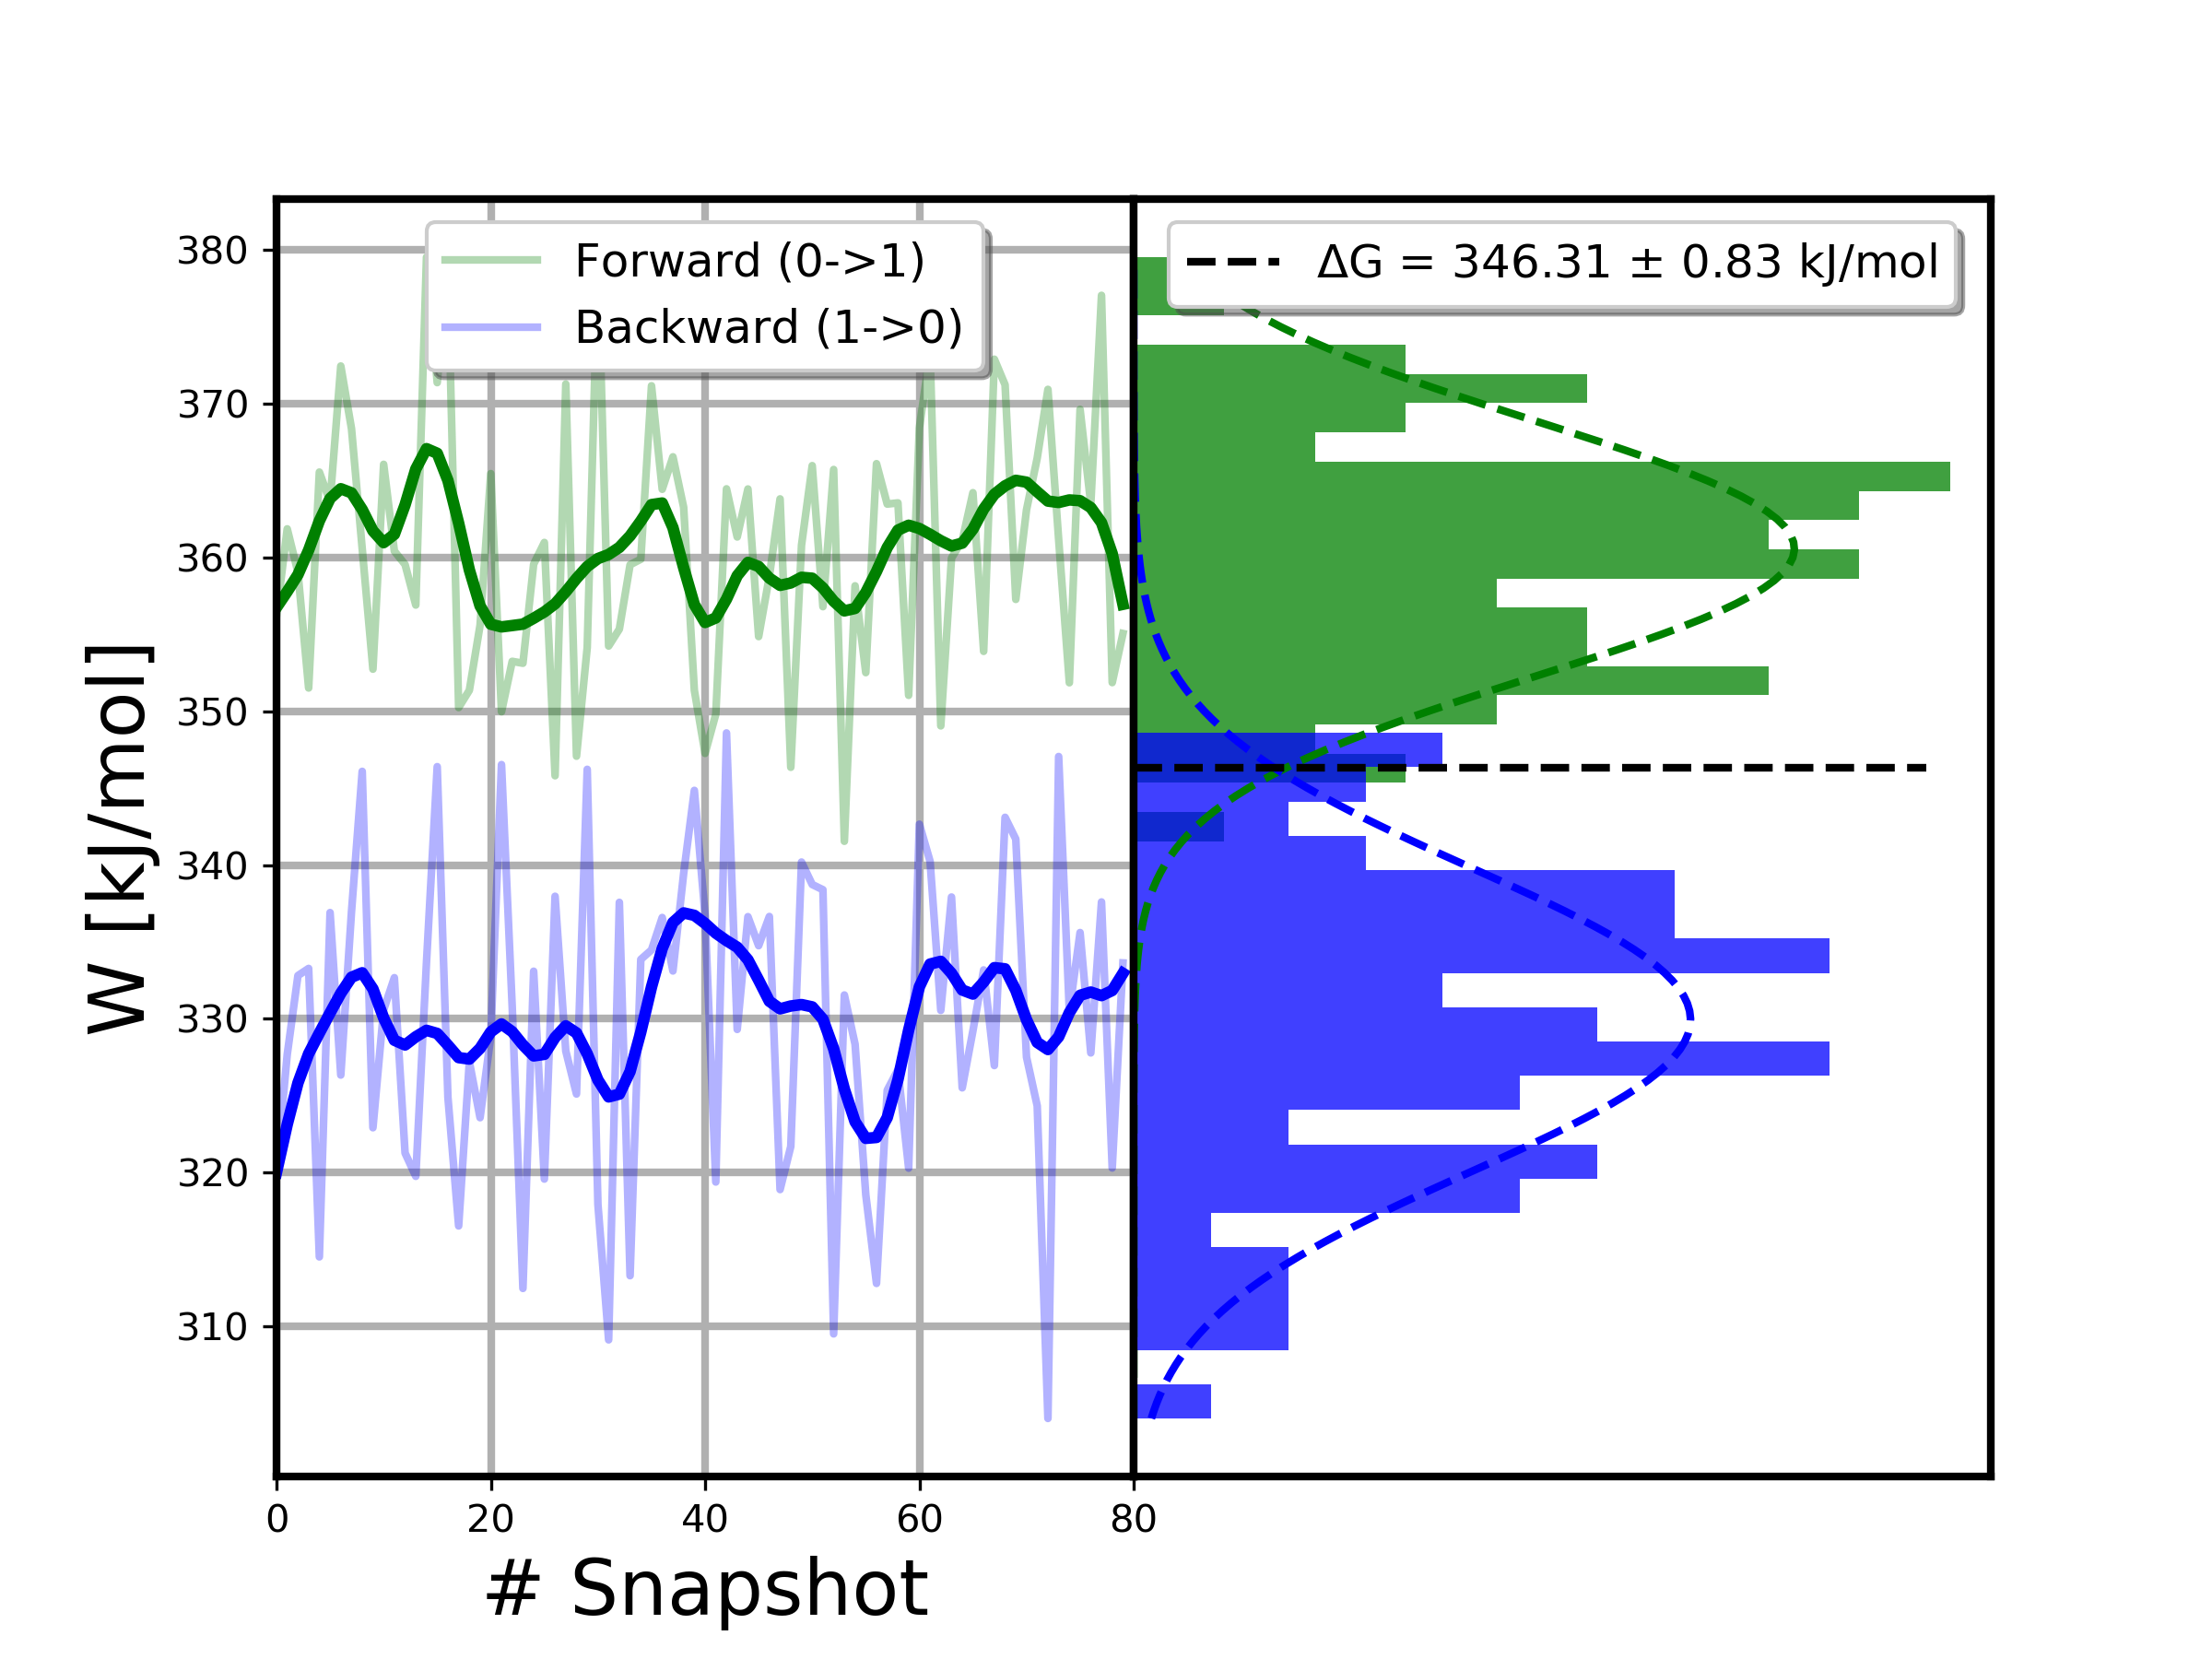 Forward (0->1)
Backward (1->0)
ΔG = 346.31 ± 0.83 kJ/mol
380
370
360
350
340
330
320
310
W [kJ/mol]
0 20 40 60 80
# Snapshot